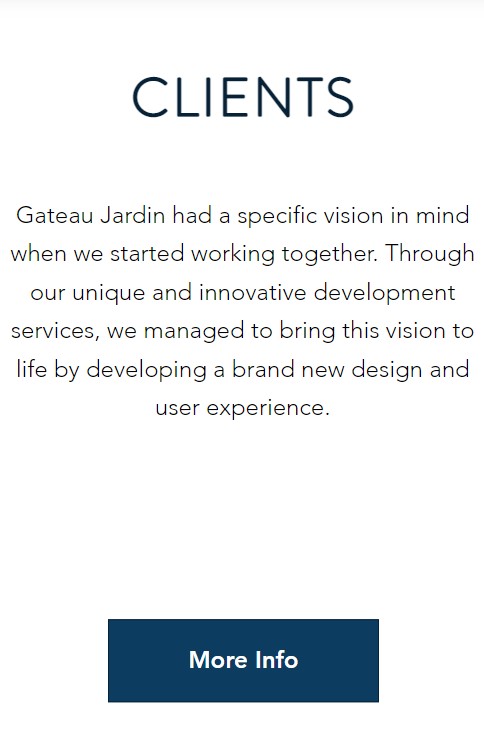 CLIENTS
Gateau Jardin had a specific vision in mind
when we started working together. Through
our unique and innovative development
services, we managed to bring this vision to
life by developing a brand new design and
user experience.
More Info